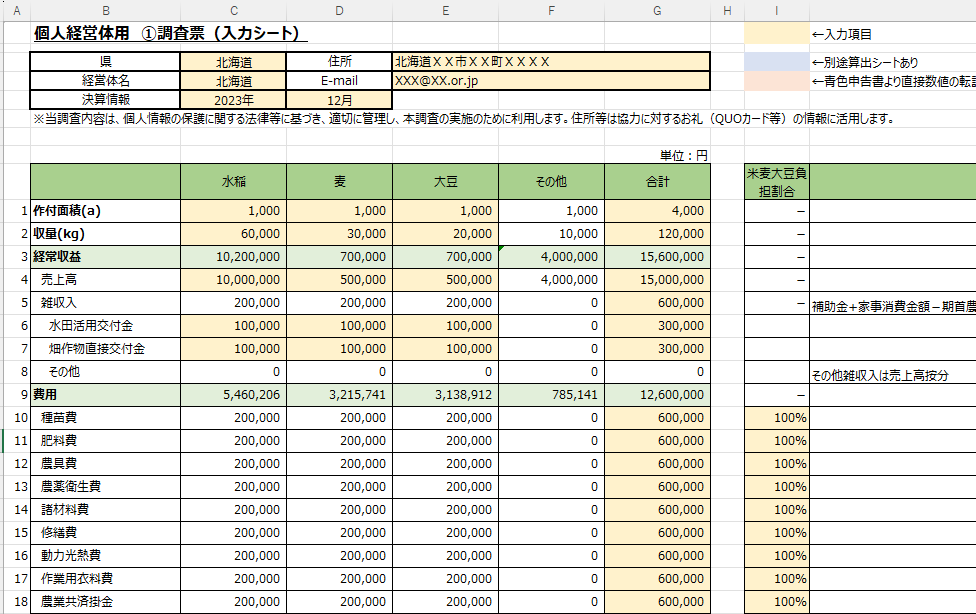 A B C D E F G H I
個人経営体用 ①調査票（入力シート）
←入力項目
県 北海道 住所 北海道ＸＸ市ＸＸ町ＸＸＸＸ
←別途算出シートあり
経営体名 北海道 E-mail XXX@XX.or.jp
←青色申告書より直接数値の転記
決算情報 2023年 12月
※当調査内容は、個人情報の保護に関する法律等に基づき、適切に管理し、本調査の実施のために利用します。住所等は協力に対するお礼（QUOカード等）の情報に活用します。
単位：円
水稲 麦 大豆 その他 合計 米麦大豆負担割合
1 作付面積(a) 1,000 1,000 1,000 1,000 4,000 －
2 収量(kg) 60,000 30,000 20,000 10,000 120,000 －
3 経常収益 10,200,000 700,000 700,000 4,000,000 15,600,000 －
4 売上高 10,000,000 500,000 500,000 4,000,000 15,000,000 －
5 雑収入 200,000 200,000 200,000 0 600,000 － 補助金＋家事消費金額－期首農
6 水田活用交付金 100,000 100,000 100,000 0 300,000
7 畑作物直接交付金 100,000 100,000 100,000 0 300,000
8 その他 0 0 0 0 0 その他雑収入は売上高按分
9 費用 5,460,206 3,215,741 3,138,912 785,141 12,600,000 －
10 種苗費 200,000 200,000 200,000 0 600,000 100%
11 肥料費 200,000 200,000 200,000 0 600,000 100%
12 農具費 200,000 200,000 200,000 0 600,000 100%
13 農薬衛生費 200,000 200,000 200,000 0 600,000 100%
14 諸材料費 200,000 200,000 200,000 0 600,000 100%
15 修繕費 200,000 200,000 200,000 0 600,000 100%
16 動力光熱費 200,000 200,000 200,000 0 600,000 100%
17 作業用衣料費 200,000 200,000 200,000 0 600,000 100%
18 農業共済掛金 200,000 200,000 200,000 0 600,000 100%